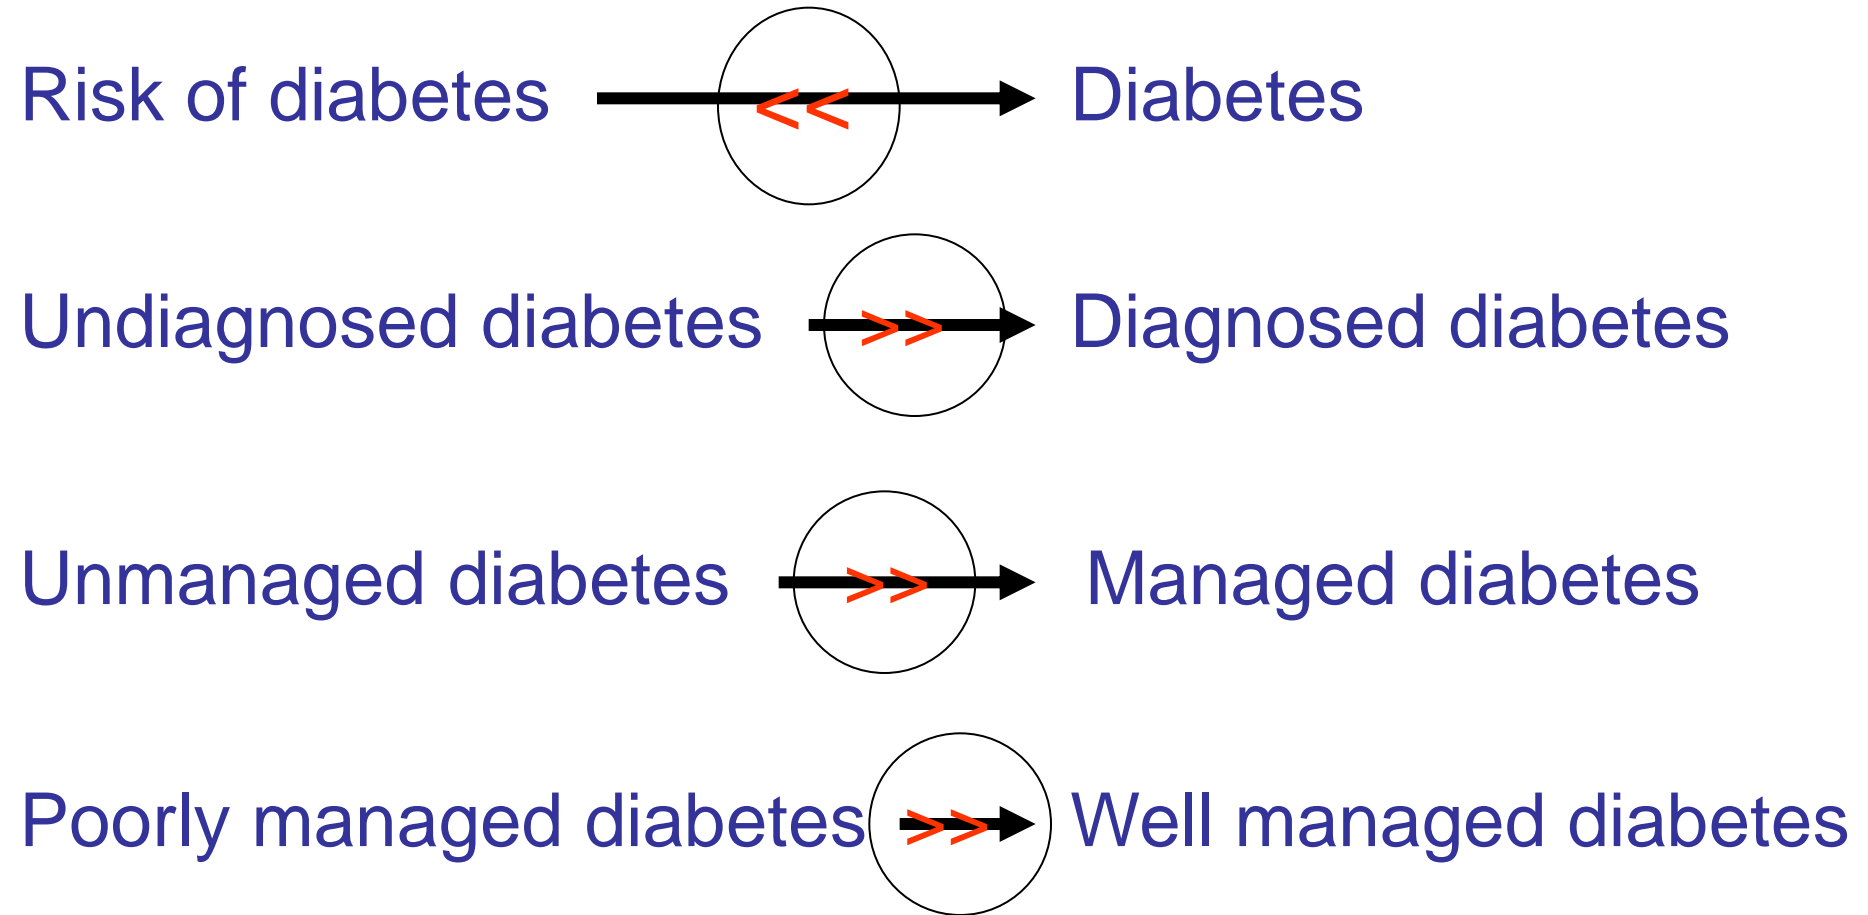 Risk of diabetes << Diabetes
Undiagnosed diabetes >> Diagnosed diabetes
Unmanaged diabetes >> Managed diabetes
Poorly managed diabetes >> Well managed diabetes